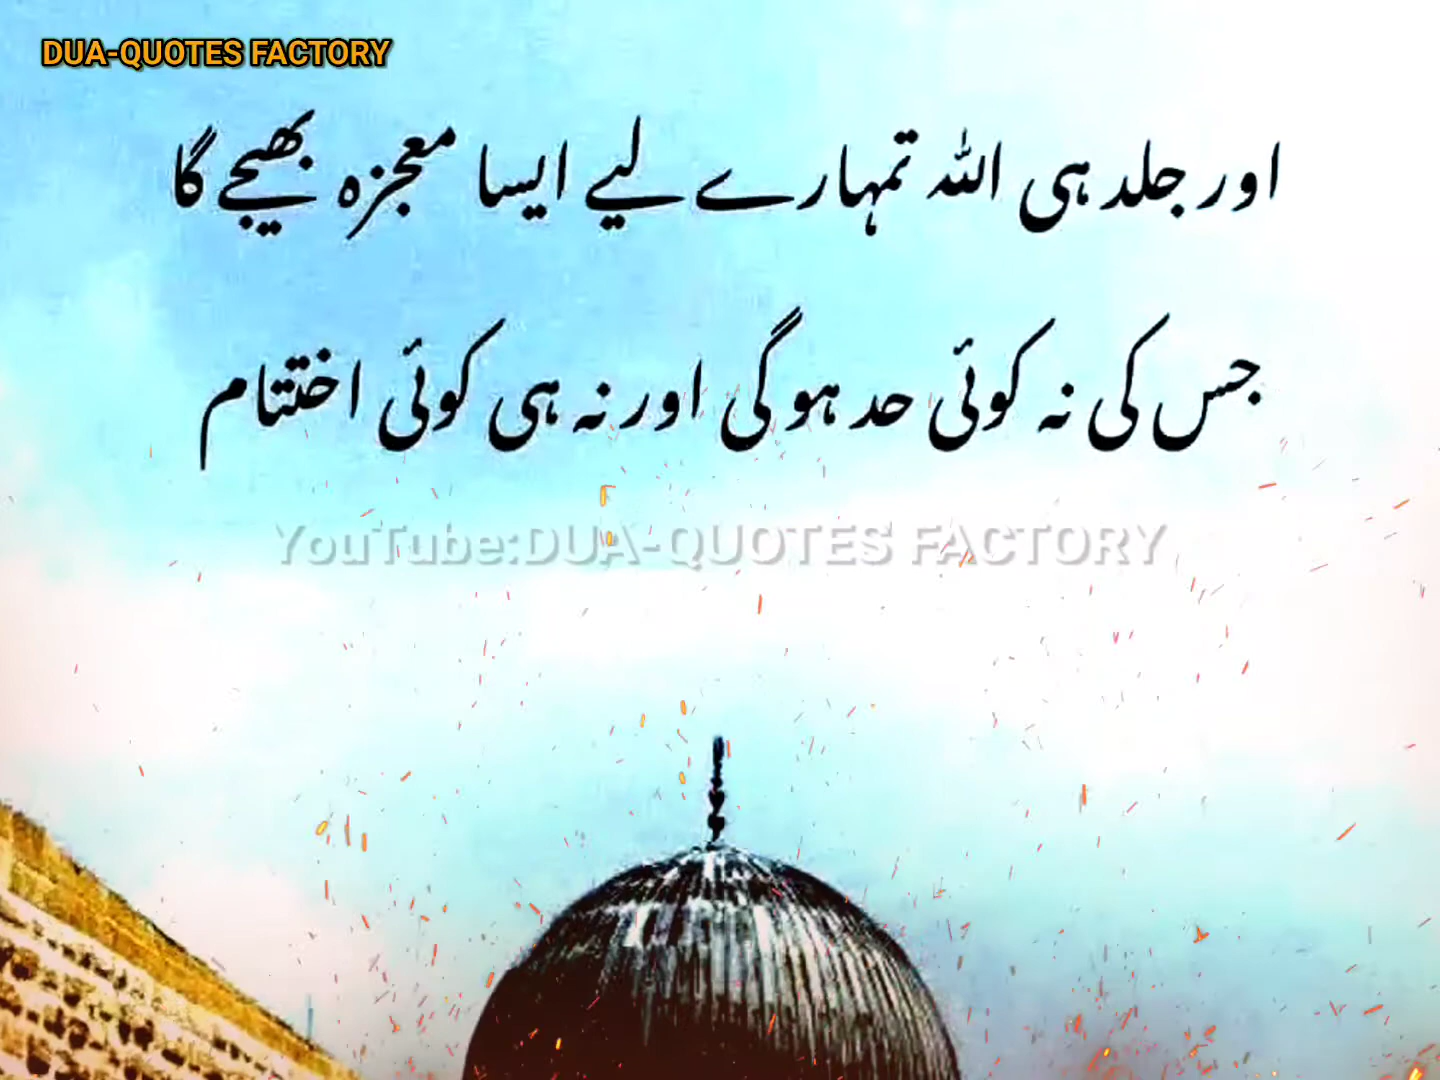 DUA-QUOTES FACTORY
اور جلد ہی اللہ تمہارے لیے ایسا معجزہ بھیجے گا
جس کی نہ کوئی حد ہوگی اور نہ ہی کوئی اختتام
YouTube:DUA-QUOTES FACTORY